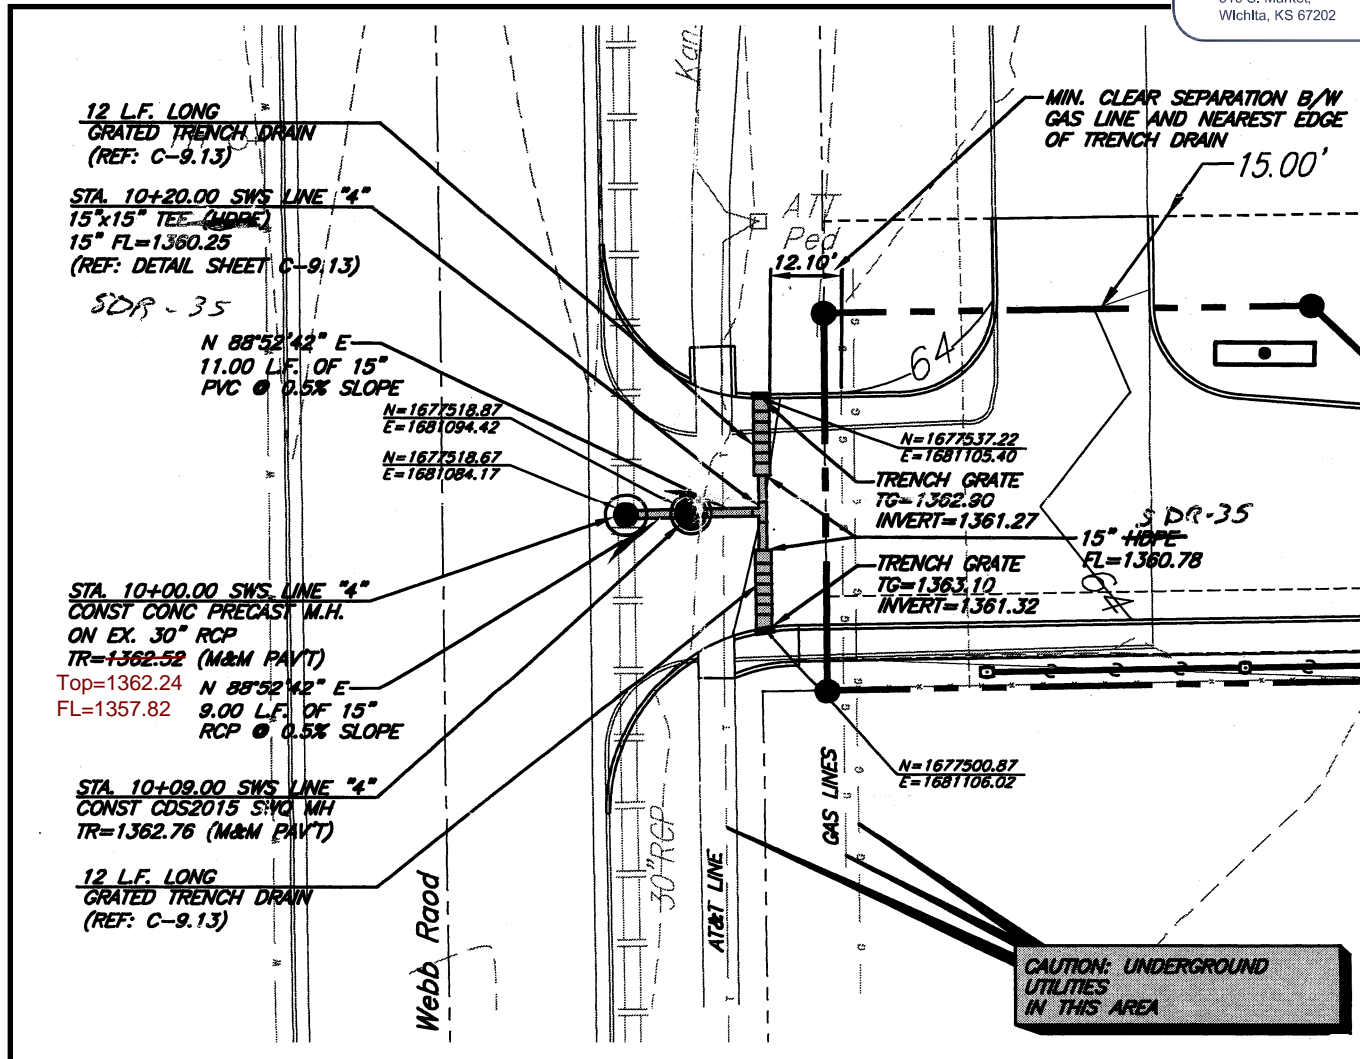 Wichita, KS 67202
12 L.F. LONG
GRATED TRENCH DRAIN
(REF: C-9.13)
STA. 10+20.00 SWS LINE "4"
15"x15" TEE (HDPE)
15" FL=1360.25
(REF: DETAIL SHEET C-9.13)
SDR-35
N 88°52'42" E
11.00 L.F. OF 15"
PVC @ 0.5% SLOPE
N=1677518.87
E=1681094.42
N=1677518.67
E=1681084.17
STA. 10+00.00 SWS LINE "4"
CONST CONC PRECAST M.H.
ON EX. 30" RCP
TR=1362.52 (M&M PAV'T)
Top=1362.24
FL=1357.82
N 88°52'42" E
9.00 L.F. OF 15"
RCP @ 0.5% SLOPE
STA. 10+09.00 SWS LINE "4"
CONST CDS2015 SWQ MH
TR=1362.76 (M&M PAV'T)
12 L.F. LONG
GRATED TRENCH DRAIN
(REF: C-9.13)
Webb Raod
Kan
30"RCP
AT&T LINE
GAS LINES
ATT
Ped
12.10'
MIN. CLEAR SEPARATION B/W
GAS LINE AND NEAREST EDGE
OF TRENCH DRAIN
15.00'
64
N=1677537.22
E=1681105.40
TRENCH GRATE
TG=1362.90
INVERT=1361.27
SDR-35
15" HDPE
FL=1360.78
TRENCH GRATE
TG=1363.10
INVERT=1361.32
64
N=1677500.87
E=1681106.02
CAUTION: UNDERGROUND
UTILITIES
IN THIS AREA